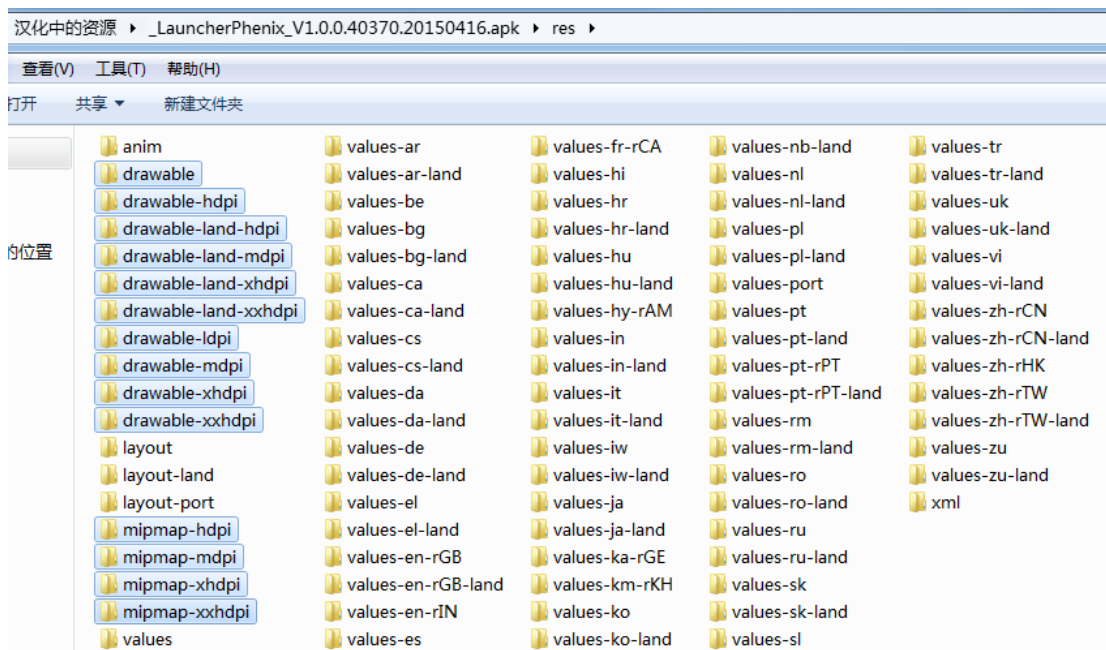 汉化中的资源 ▸ _LauncherPhenix_V1.0.0.40370.20150416.apk ▸ res ▸
查看(V) 工具(T) 帮助(H)
打开 共享 ▼ 新建文件夹
的位置
anim values-ar values-fr-rCA values-nb-land values-tr
drawable values-ar-land values-hi values-nl values-tr-land
drawable-hdpi values-be values-hr values-nl-land values-uk
drawable-land-hdpi values-bg values-hr-land values-pl values-uk-land
drawable-land-mdpi values-bg-land values-hu values-pl-land values-vi
drawable-land-xhdpi values-ca values-hu-land values-port values-vi-land
drawable-land-xxhdpi values-ca-land values-hy-rAM values-pt values-zh-rCN
drawable-ldpi values-cs values-in values-pt-land values-zh-rCN-land
drawable-mdpi values-cs-land values-in-land values-pt-rPT values-zh-rHK
drawable-xhdpi values-da values-it values-pt-rPT-land values-zh-rTW
drawable-xxhdpi values-da-land values-it-land values-rm values-zh-rTW-land
layout values-de values-iw values-rm-land values-zu
layout-land values-de-land values-iw-land values-ro values-zu-land
layout-port values-el values-ja values-ro-land xml
mipmap-hdpi values-el-land values-ja-land values-ru
mipmap-mdpi values-en-rGB values-ka-rGE values-ru-land
mipmap-xhdpi values-en-rGB-land values-km-rKH values-sk
mipmap-xxhdpi values-en-rIN values-ko values-sk-land
values values-es values-ko-land values-sl